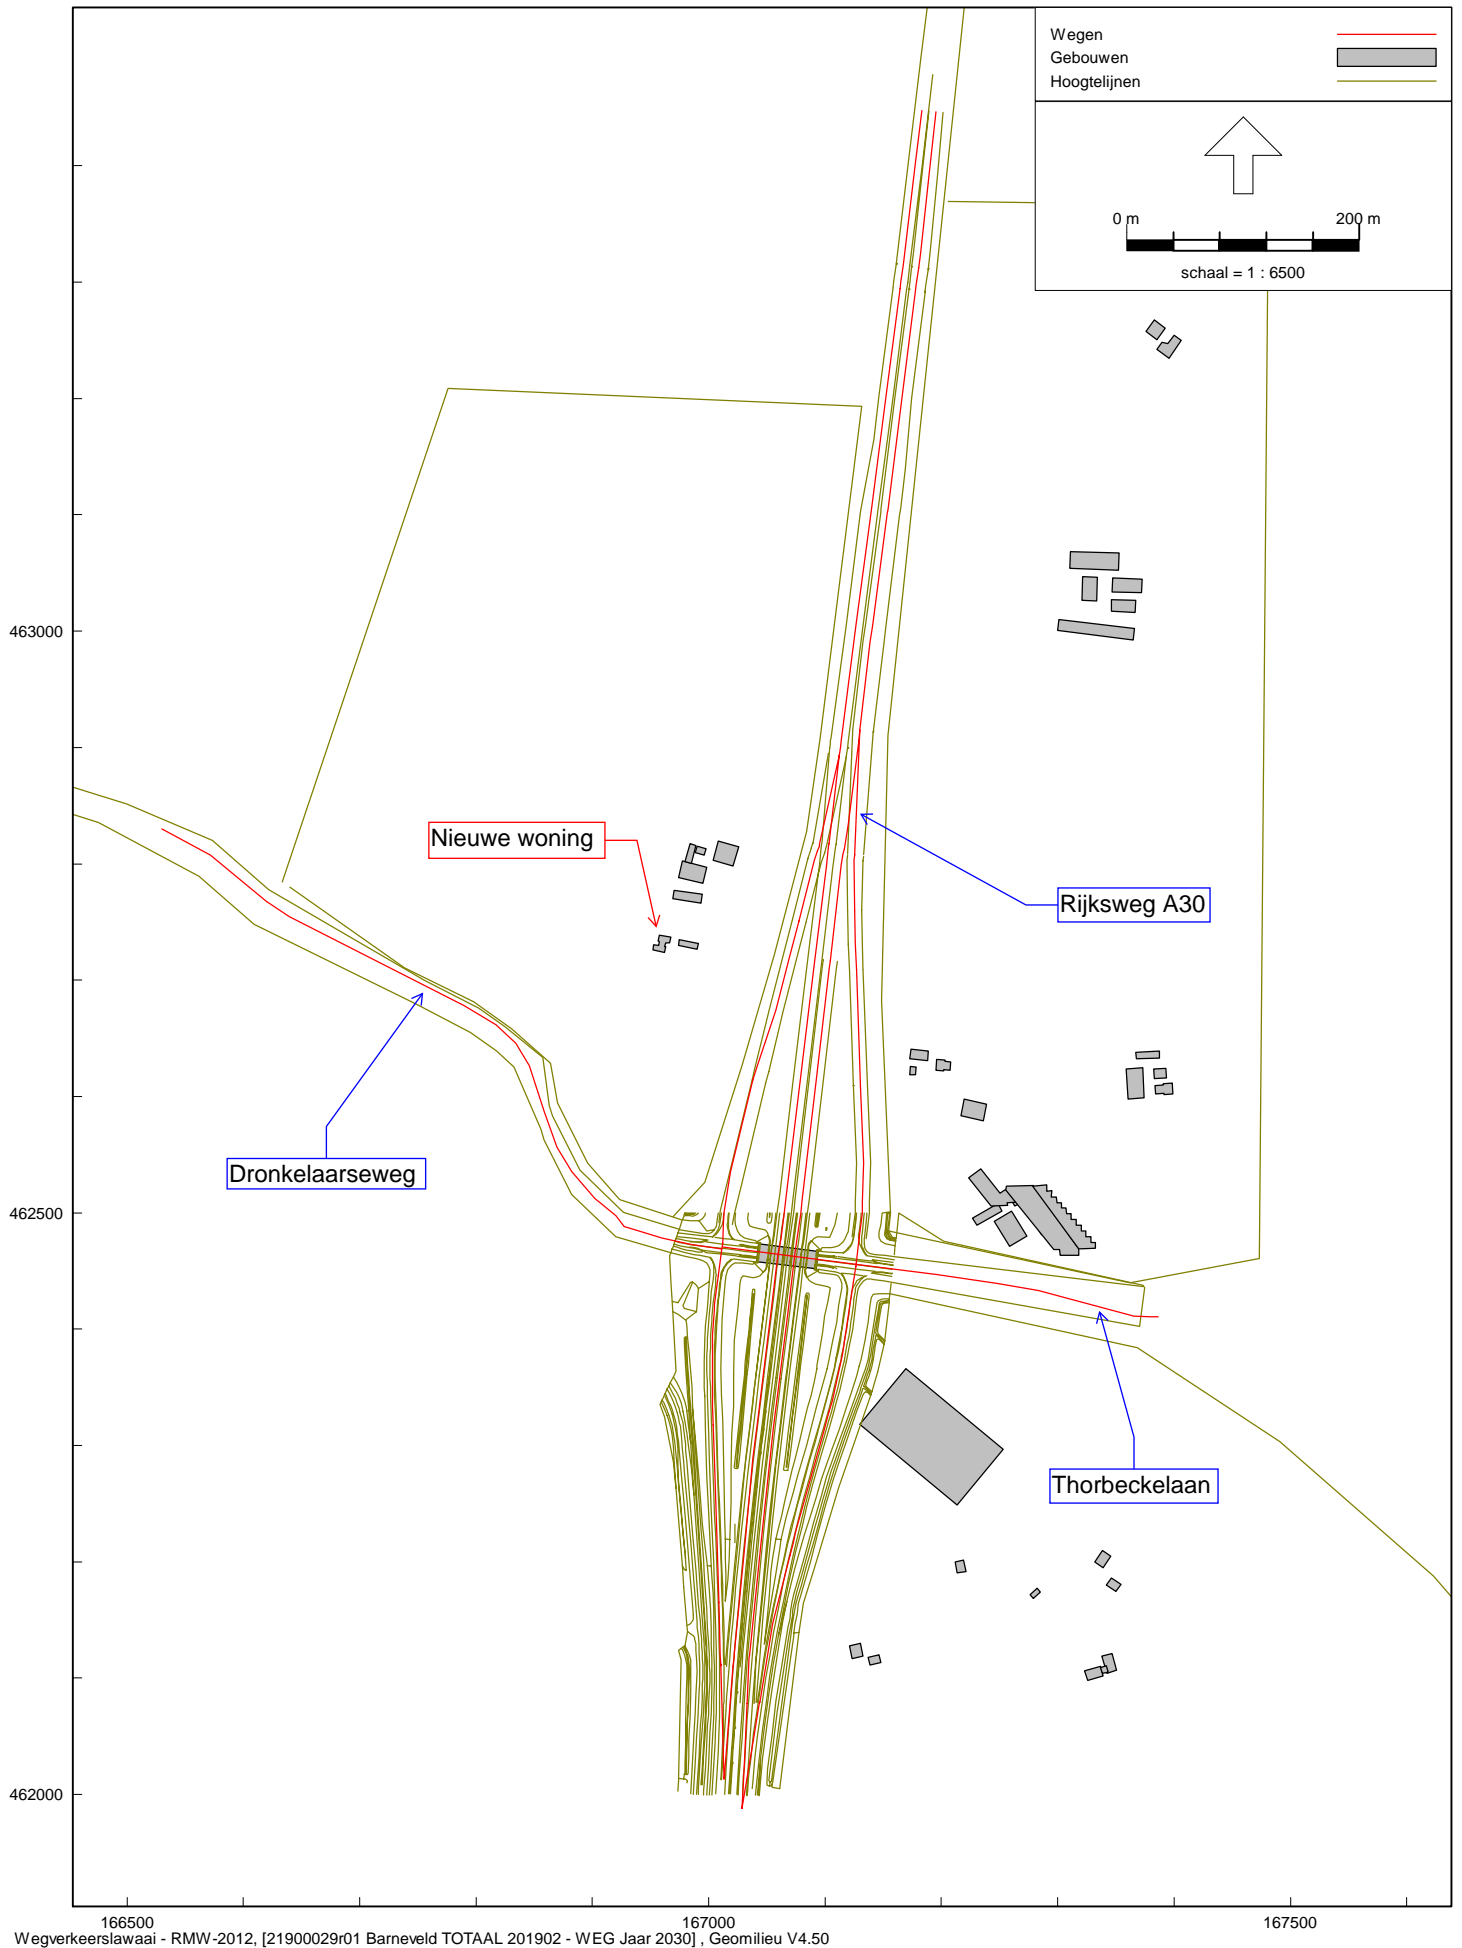 Wegen
Gebouwen
Hoogtelijnen
0 m 200 m
schaal = 1 : 6500
463000
Nieuwe woning
Rijksweg A30
Dronkelaarseweg
462500
Thorbeckelaan
462000
166500 167000 167500
Wegverkeerslawaai - RMW-2012, [21900029r01 Barneveld TOTAAL 201902 - WEG Jaar 2030] , Geomilieu V4.50